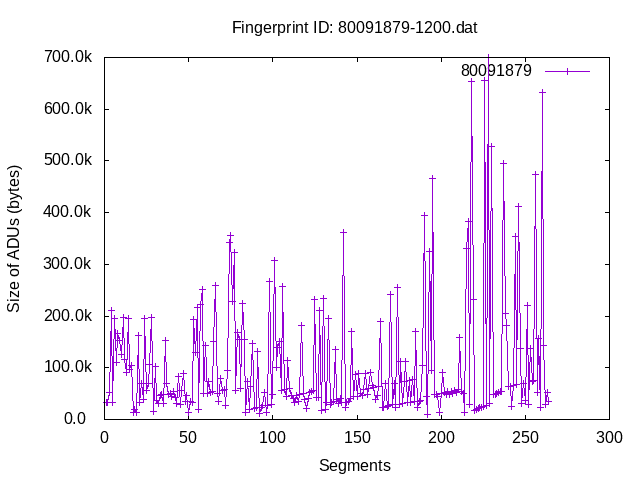 Fingerprint ID: 80091879-1200.dat
700.0k
80091879
600.0k
500.0k
400.0k
300.0k
200.0k
100.0k
0.0
0 50 100 150 200 250 300
Size of ADUs (bytes)
Segments